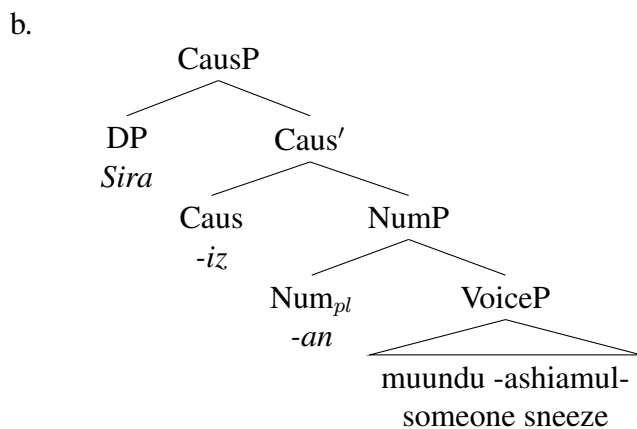 b.
CausP
DP Caus′
Sira
Caus NumP
-iz
Num_pl VoiceP
-an
muundu -ashiamul-
someone sneeze